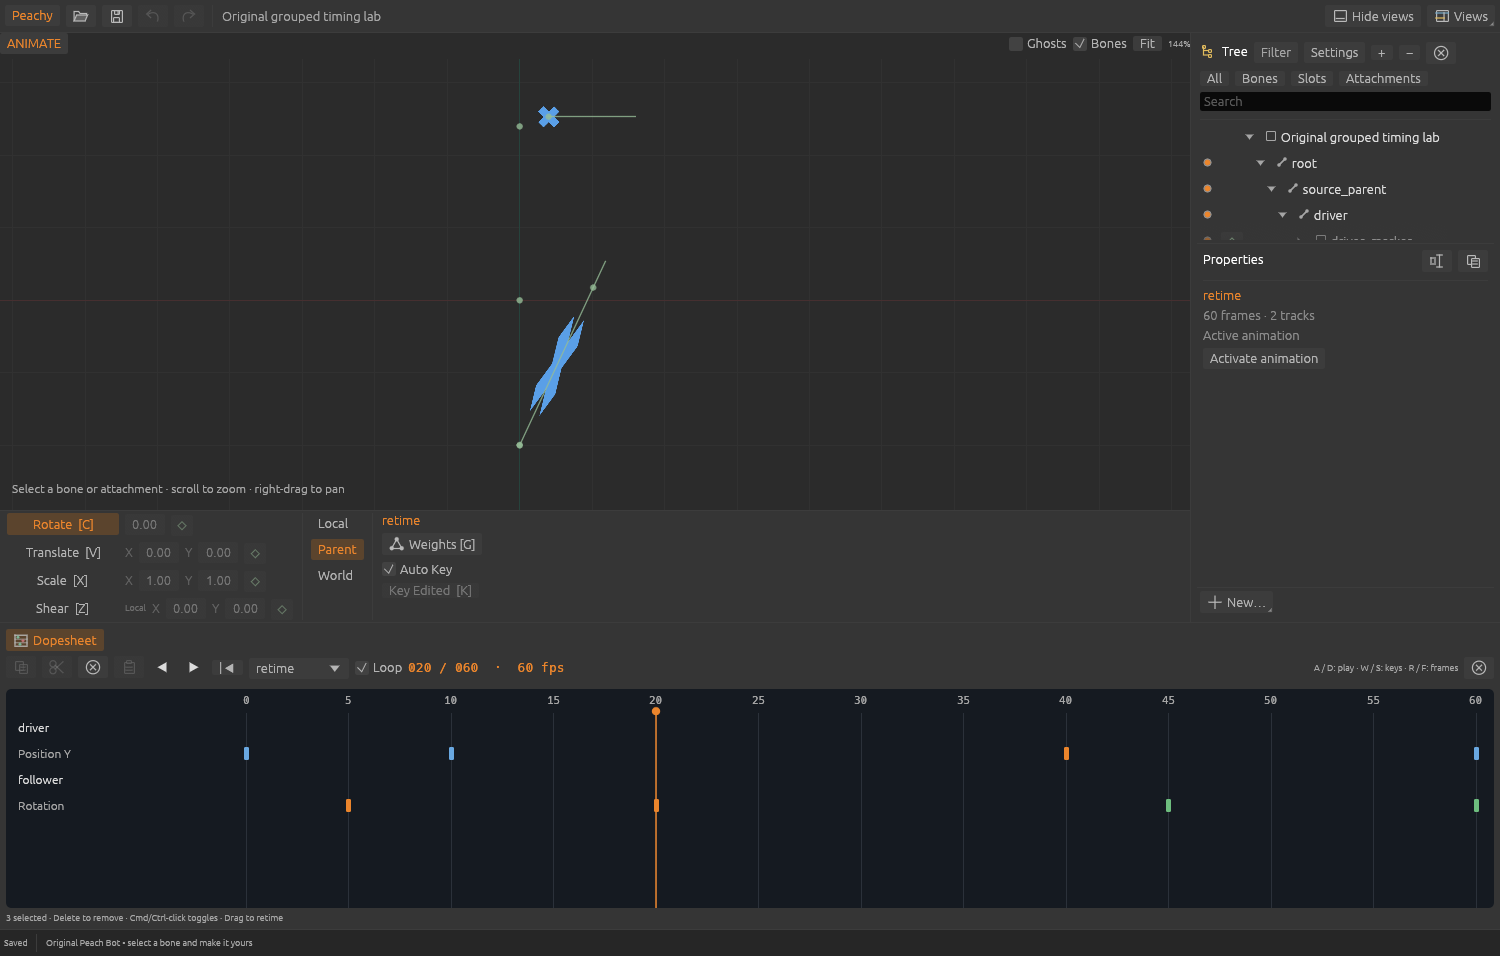 Peachy
Original grouped timing lab
Hide views
Views
ANIMATE
Ghosts
Bones
Fit
144%
Tree
Filter
Settings
+
−
All
Bones
Slots
Attachments
Search
Original grouped timing lab
root
source_parent
driver
driver_marker
Properties
retime
60 frames · 2 tracks
Active animation
Activate animation
Select a bone or attachment · scroll to zoom · right-drag to pan
Rotate [C] 0.00
Translate [V] X 0.00 Y 0.00
Scale [X] X 1.00 Y 1.00
Shear [Z] Local X 0.00 Y 0.00
Local
Parent
World
retime
Weights [G]
Auto Key
Key Edited [K]
New...
Dopesheet
retime
Loop
020 / 060 · 60 fps
A / D: play · W / S: keys · R / F: frames
0 5 10 15 20 25 30 35 40 45 50 55 60
driver
Position Y
follower
Rotation
3 selected · Delete to remove · Cmd/Ctrl-click toggles · Drag to retime
Saved
Original Peach Bot • select a bone and make it yours